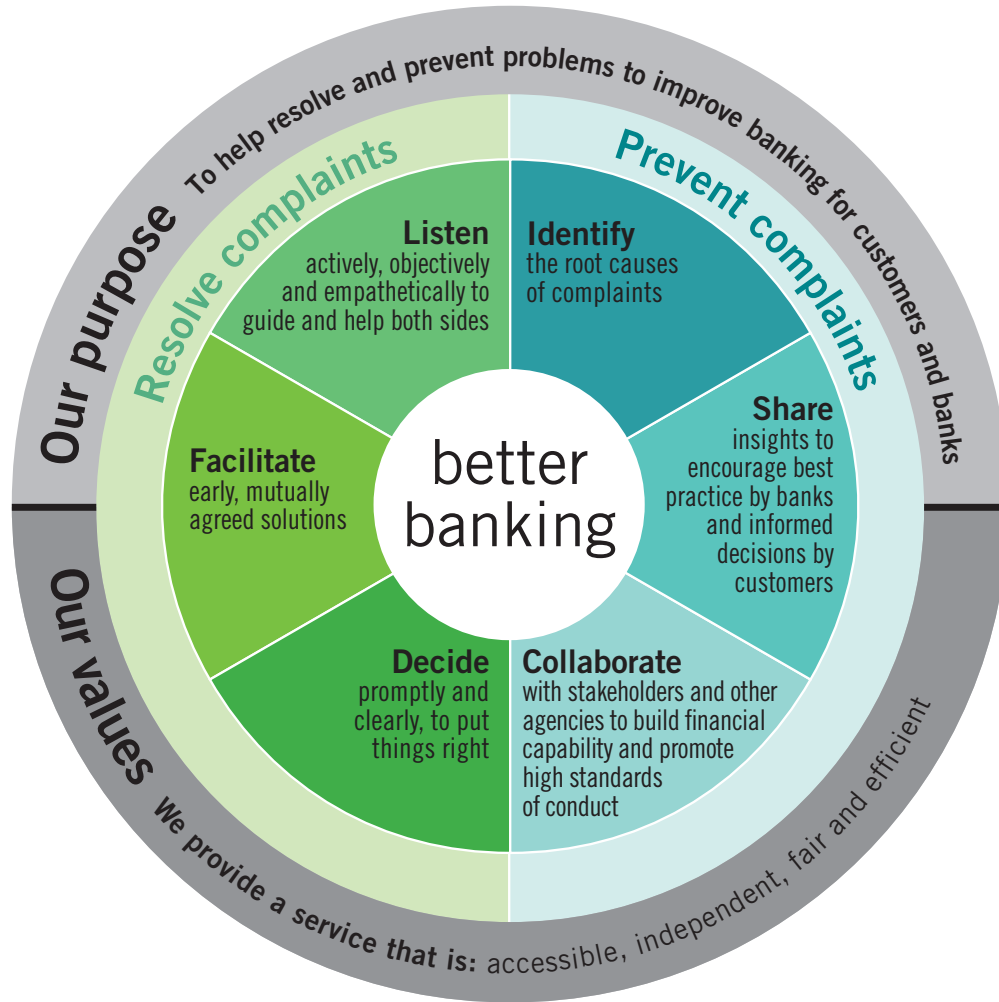 Our purpose To help resolve and prevent problems to improve banking for customers and banks
Resolve complaints
Prevent complaints
Listen
actively, objectively
and empathetically to
guide and help both sides
Identify
the root causes
of complaints
Facilitate
early, mutually
agreed solutions
better
banking
Share
insights to
encourage best
practice by banks
and informed
decisions by
customers
Decide
promptly and
clearly, to put
things right
Collaborate
with stakeholders and other
agencies to build financial
capability and promote
high standards
of conduct
Our values We provide a service that is: accessible, independent, fair and efficient